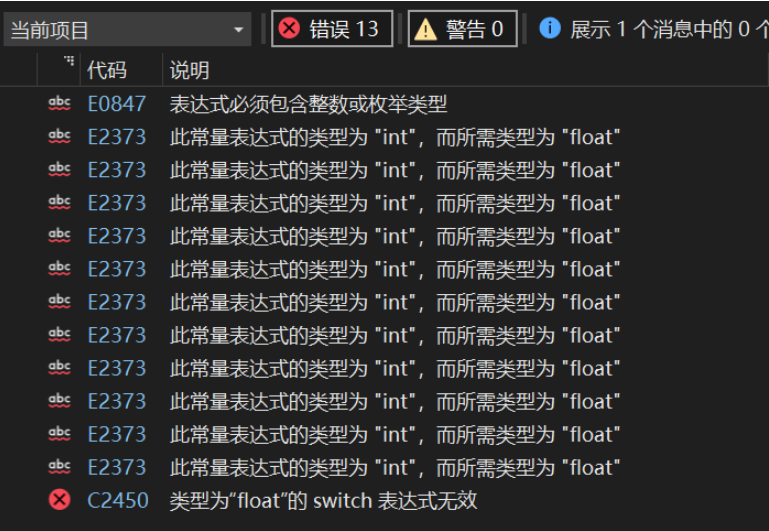 当前项目 错误 13 警告 0 展示 1 个消息中的 0 个
代码 说明
abc E0847 表达式必须包含整数或枚举类型
abc E2373 此常量表达式的类型为 "int"，而所需类型为 "float"
abc E2373 此常量表达式的类型为 "int"，而所需类型为 "float"
abc E2373 此常量表达式的类型为 "int"，而所需类型为 "float"
abc E2373 此常量表达式的类型为 "int"，而所需类型为 "float"
abc E2373 此常量表达式的类型为 "int"，而所需类型为 "float"
abc E2373 此常量表达式的类型为 "int"，而所需类型为 "float"
abc E2373 此常量表达式的类型为 "int"，而所需类型为 "float"
abc E2373 此常量表达式的类型为 "int"，而所需类型为 "float"
abc E2373 此常量表达式的类型为 "int"，而所需类型为 "float"
abc E2373 此常量表达式的类型为 "int"，而所需类型为 "float"
abc E2373 此常量表达式的类型为 "int"，而所需类型为 "float"
C2450 类型为“float”的 switch 表达式无效